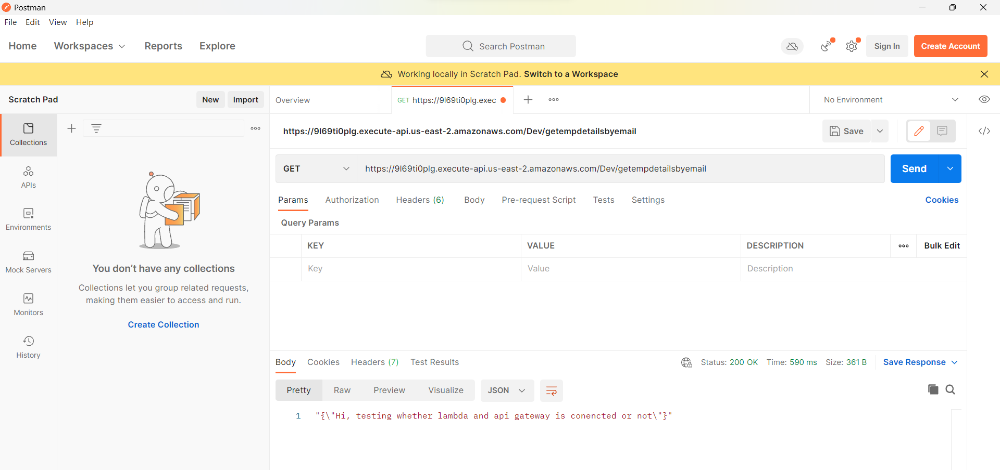 Postman
File Edit View Help
Home Workspaces Reports Explore Search Postman Sign In Create Account
Working locally in Scratch Pad. Switch to a Workspace
Scratch Pad New Import Overview GET https://9l69ti0plg.exec No Environment
Collections
APIs
Environments
Mock Servers
Monitors
History
You don’t have any collections
Collections let you group related requests,
making them easier to access and run.
Create Collection
https://9l69ti0plg.execute-api.us-east-2.amazonaws.com/Dev/getempdetailsbyemail Save
GET https://9l69ti0plg.execute-api.us-east-2.amazonaws.com/Dev/getempdetailsbyemail Send
Params Authorization Headers (6) Body Pre-request Script Tests Settings Cookies
Query Params
KEY VALUE DESCRIPTION Bulk Edit
Key Value Description
Body Cookies Headers (7) Test Results Status: 200 OK Time: 590 ms Size: 361 B Save Response
Pretty Raw Preview Visualize JSON
1 "{\"Hi, testing whether lambda and api gateway is conencted or not\"}"